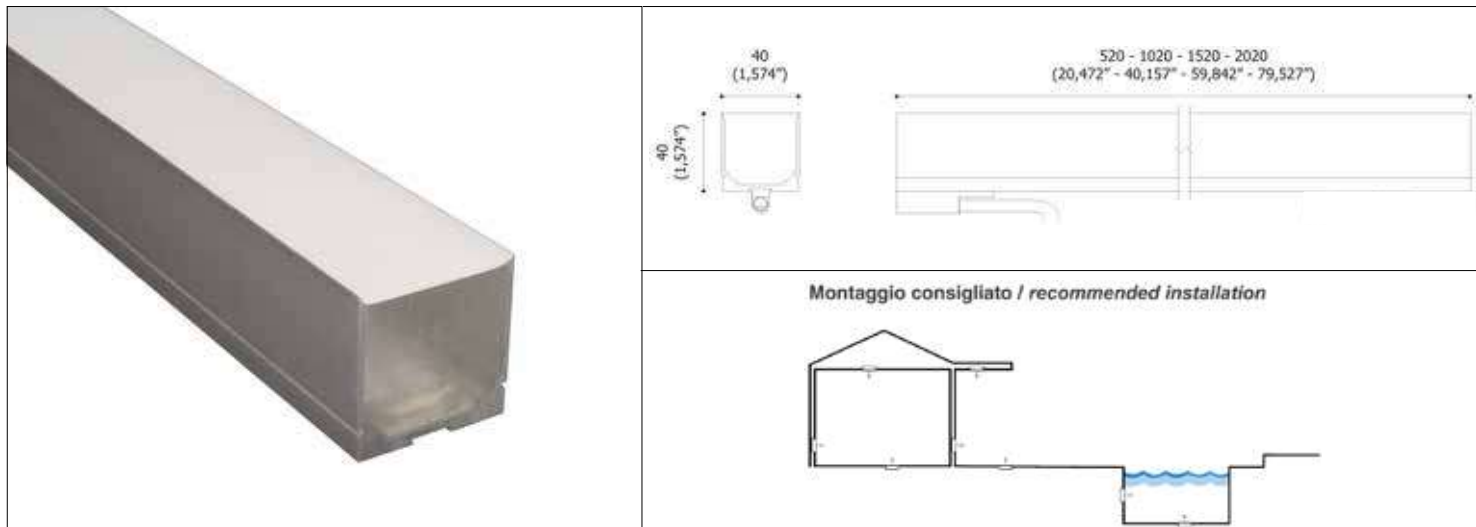 40
(1,574")
520 - 1020 - 1520 - 2020
(20,472" - 40,157" - 59,842" - 79,527")
40
(1,574")
Montaggio consigliato / recommended installation